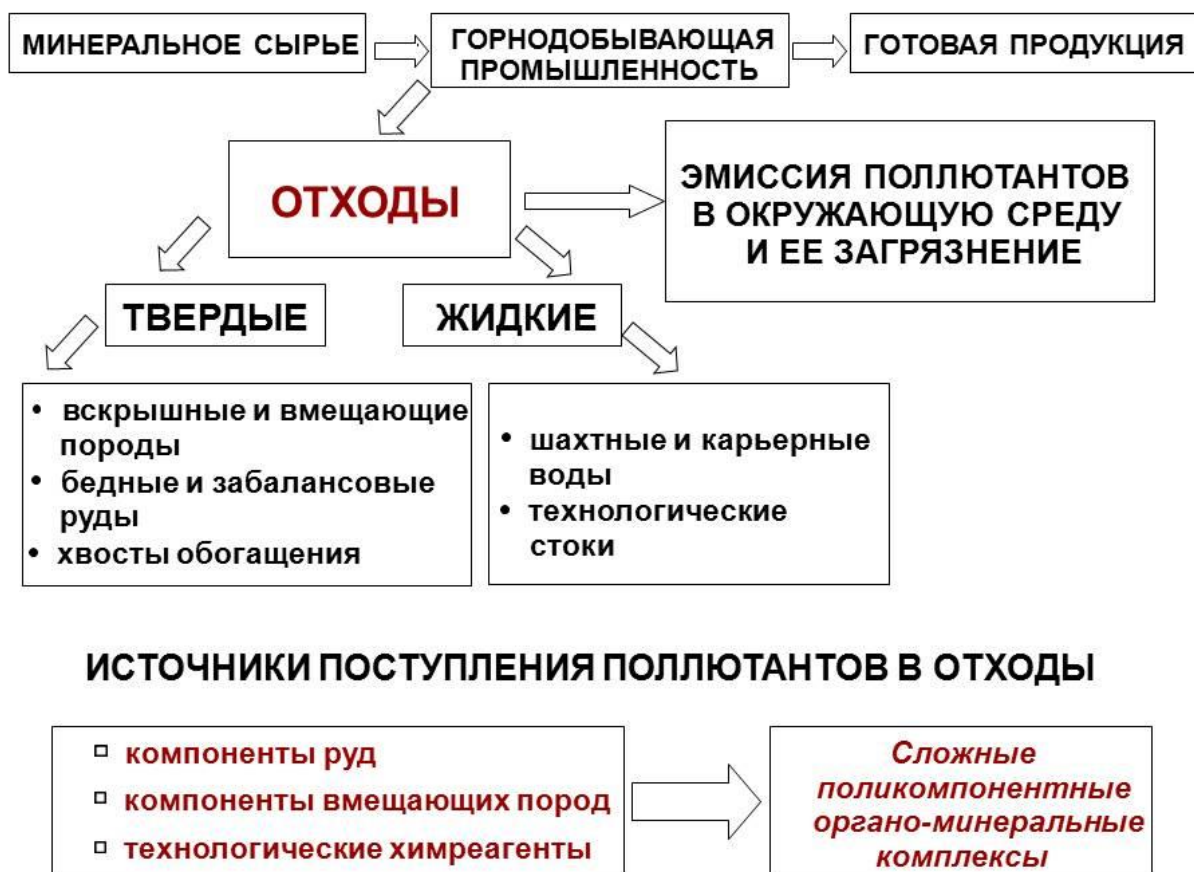 МИНЕРАЛЬНОЕ СЫРЬЕ
ГОРНОДОБЫВАЮЩАЯ
ПРОМЫШЛЕННОСТЬ
ГОТОВАЯ ПРОДУКЦИЯ
ОТХОДЫ
ЭМИССИЯ ПОЛЛЮТАНТОВ
В ОКРУЖАЮЩУЮ СРЕДУ
И ЕЕ ЗАГРЯЗНЕНИЕ
ТВЕРДЫЕ
ЖИДКИЕ
• вскрышные и вмещающие
породы
• бедные и забалансовые
руды
• хвосты обогащения
• шахтные и карьерные
воды
• технологические
стоки
ИСТОЧНИКИ ПОСТУПЛЕНИЯ ПОЛЛЮТАНТОВ В ОТХОДЫ
▫ компоненты руд
▫ компоненты вмещающих пород
▫ технологические химреагенты
Сложные
поликомпонентные
органо-минеральные
комплексы